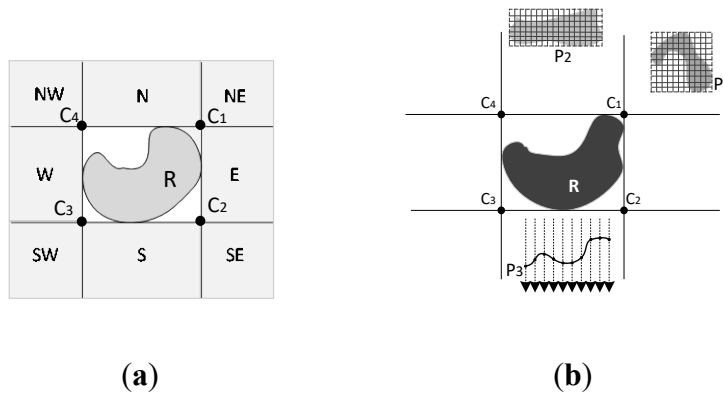 NW N NE
C4 C1
W R E
C3 C2
SW S SE
(a)
P2
P
C4 C1
R
C3 C2
P3
(b)